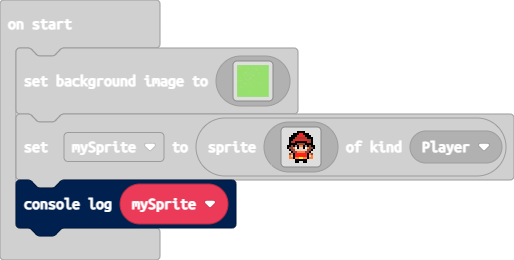 on start
set background image to
set mySprite to sprite of kind Player
console log mySprite